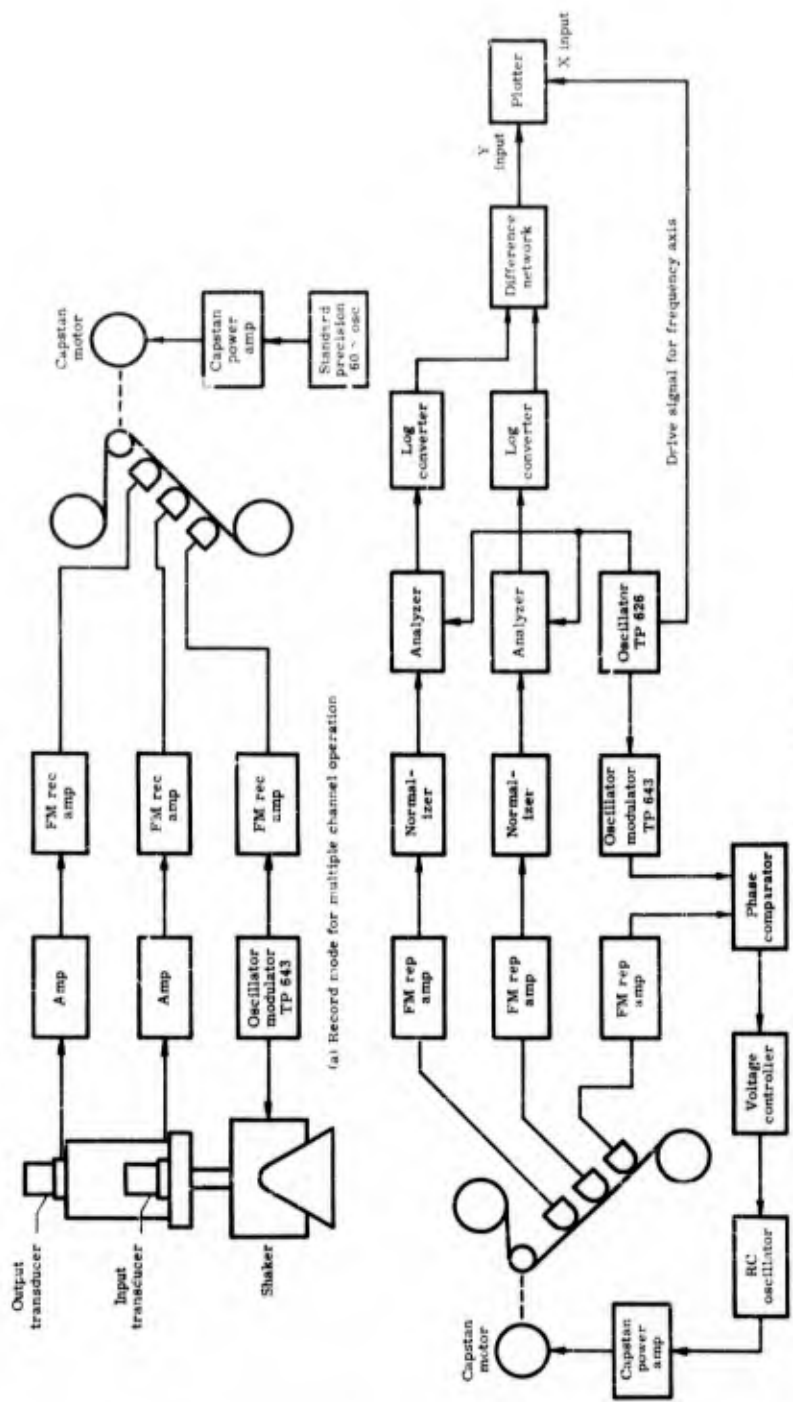 Output
transducer
Input
transducer
Shaker
Amp
Amp
Oscillator
modulator
TP 643
FM rec
amp
FM rec
amp
FM rec
amp
Capstan
motor
Capstan
power
amp
Standard
precision
60 ~ osc
(a) Record mode for multiple channel operation
Capstan
motor
Capstan
power
amp
RC
oscillator
Voltage
controller
Phase
comparator
FM rep
amp
FM rep
amp
FM rep
amp
Normal-
izer
Normal-
izer
Oscillator
modulator
TP 643
Analyzer
Analyzer
Oscillator
TP 626
Log
converter
Log
converter
Difference
network
Y
input
Plotter
X input
Drive signal for frequency axis